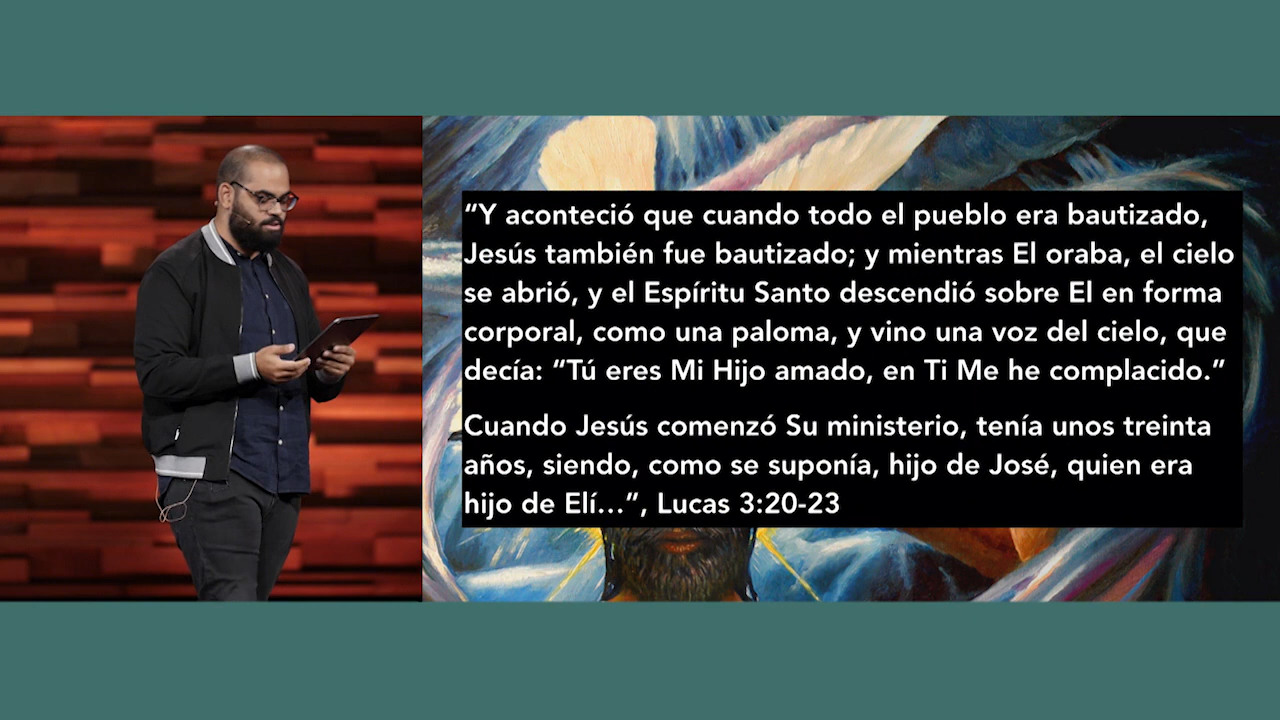 “Y aconteció que cuando todo el pueblo era bautizado,
Jesús también fue bautizado; y mientras El oraba, el cielo
se abrió, y el Espíritu Santo descendió sobre El en forma
corporal, como una paloma, y vino una voz del cielo, que
decía: “Tú eres Mi Hijo amado, en Ti Me he complacido.”
Cuando Jesús comenzó Su ministerio, tenía unos treinta
años, siendo, como se suponía, hijo de José, quien era
hijo de Elí...”, Lucas 3:20-23